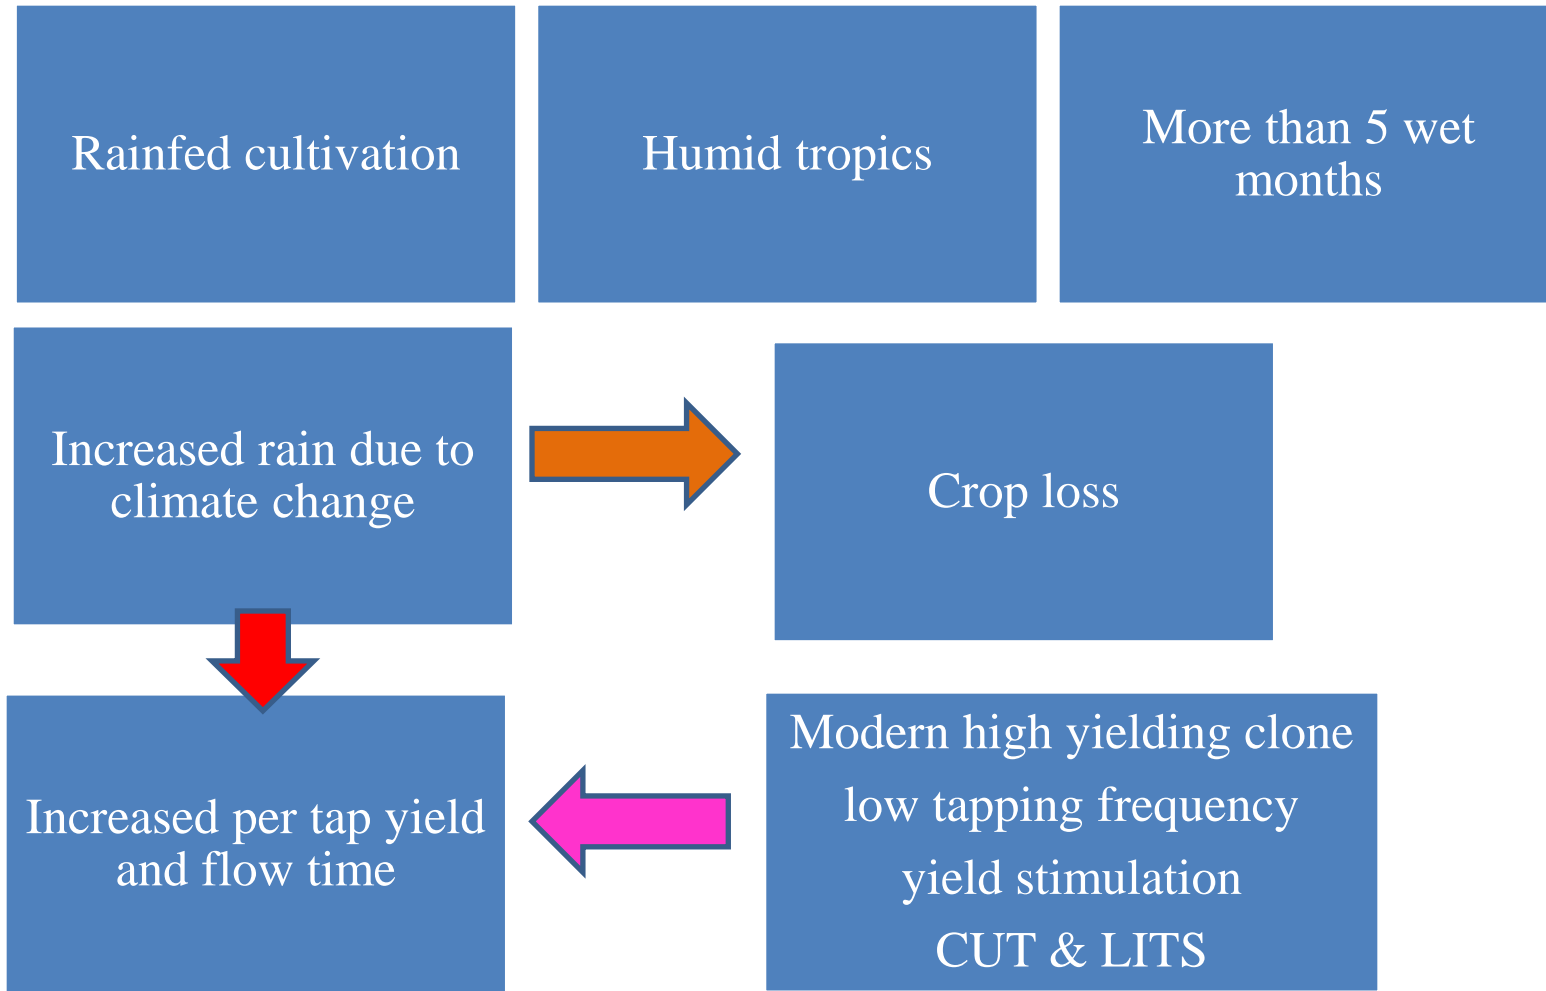 Rainfed cultivation
Humid tropics
More than 5 wet
months
Increased rain due to
climate change
Crop loss
Increased per tap yield
and flow time
Modern high yielding clone
low tapping frequency
yield stimulation
CUT & LITS